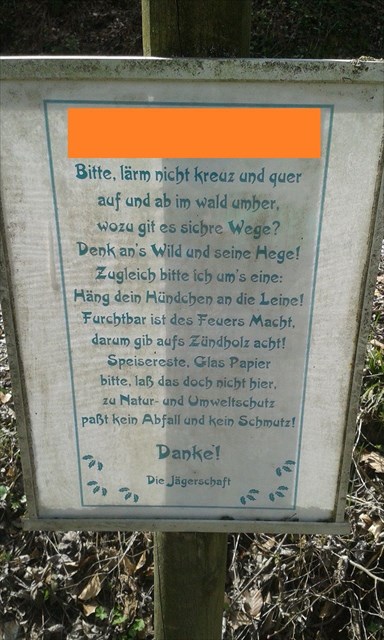 Bitte, lärm nicht kreuz und quer
auf und ab im wald umher,
wozu git es sichre Wege?
Denk an's Wild und seine Hege!
Zugleich bitte ich um's eine:
Häng dein Hündchen an die Leine!
Furchtbar ist des Feuers Macht,
darum gib aufs Zündholz acht!
Speisereste, Glas Papier
bitte, laß das doch nicht hier,
zu Natur- und Umweltschutz
paßt kein Abfall und kein Schmutz!
Danke!
Die Jägerschaft